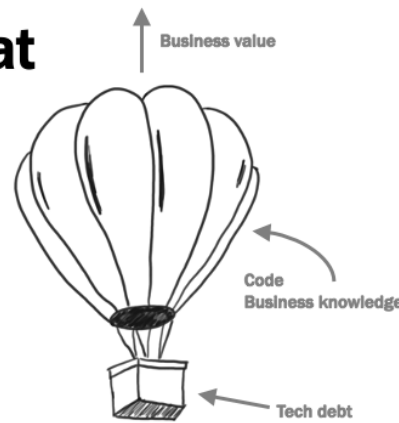 at
Business value
Code
Business knowledge
Tech debt